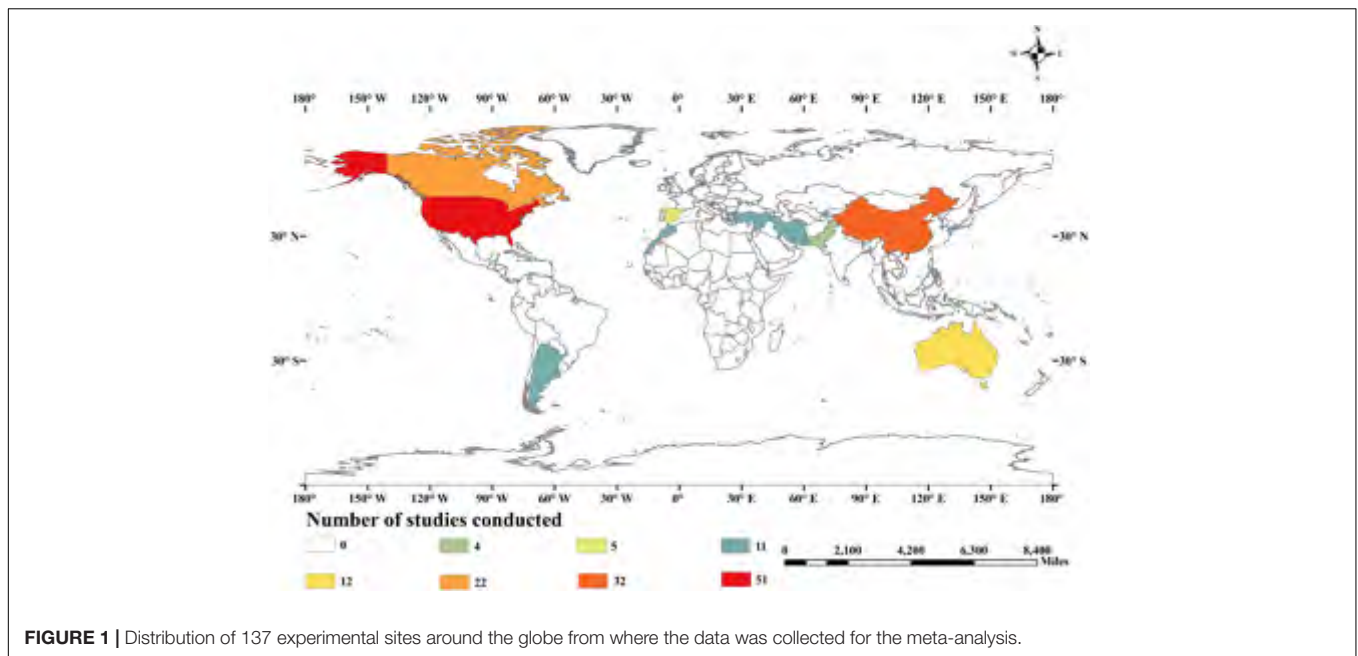 N
W E
S
180° 150° W 120° W 90° W 60° W 30° W 0° 30° E 60° E 90° E 120° E 150° E 180°
30° N 30° N
30° S 30° S
180° 150° W 120° W 90° W 60° W 30° W 0° 30° E 60° E 90° E 120° E 150° E 180°
Number of studies conducted
0 4 5 11
12 22 32 51
0 2,100 4,200 6,300 8,400
Miles
FIGURE 1 | Distribution of 137 experimental sites around the globe from where the data was collected for the meta-analysis.